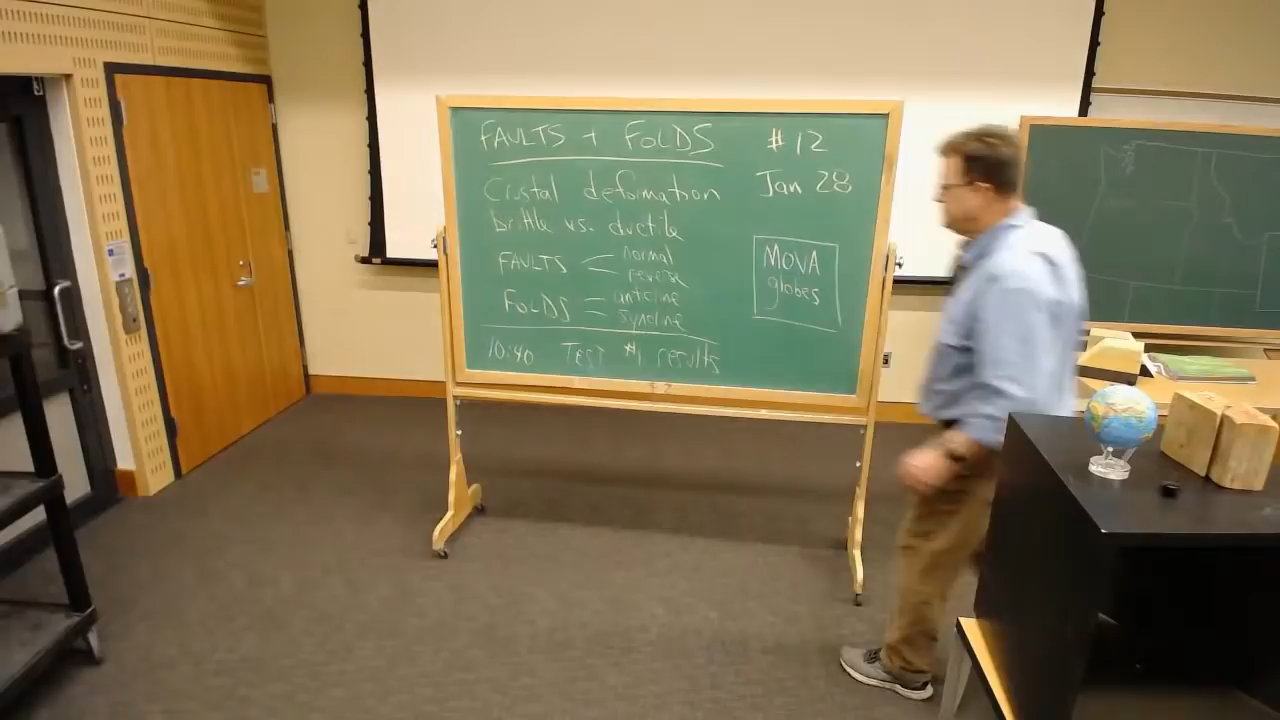 FAULTS + FOLDS
#12
Jan 28
Crustal deformation
brittle vs. ductile
FAULTS normal
reverse
FOLDS anticline
syncline
10:40 TEST #1 results
MOVA
globes